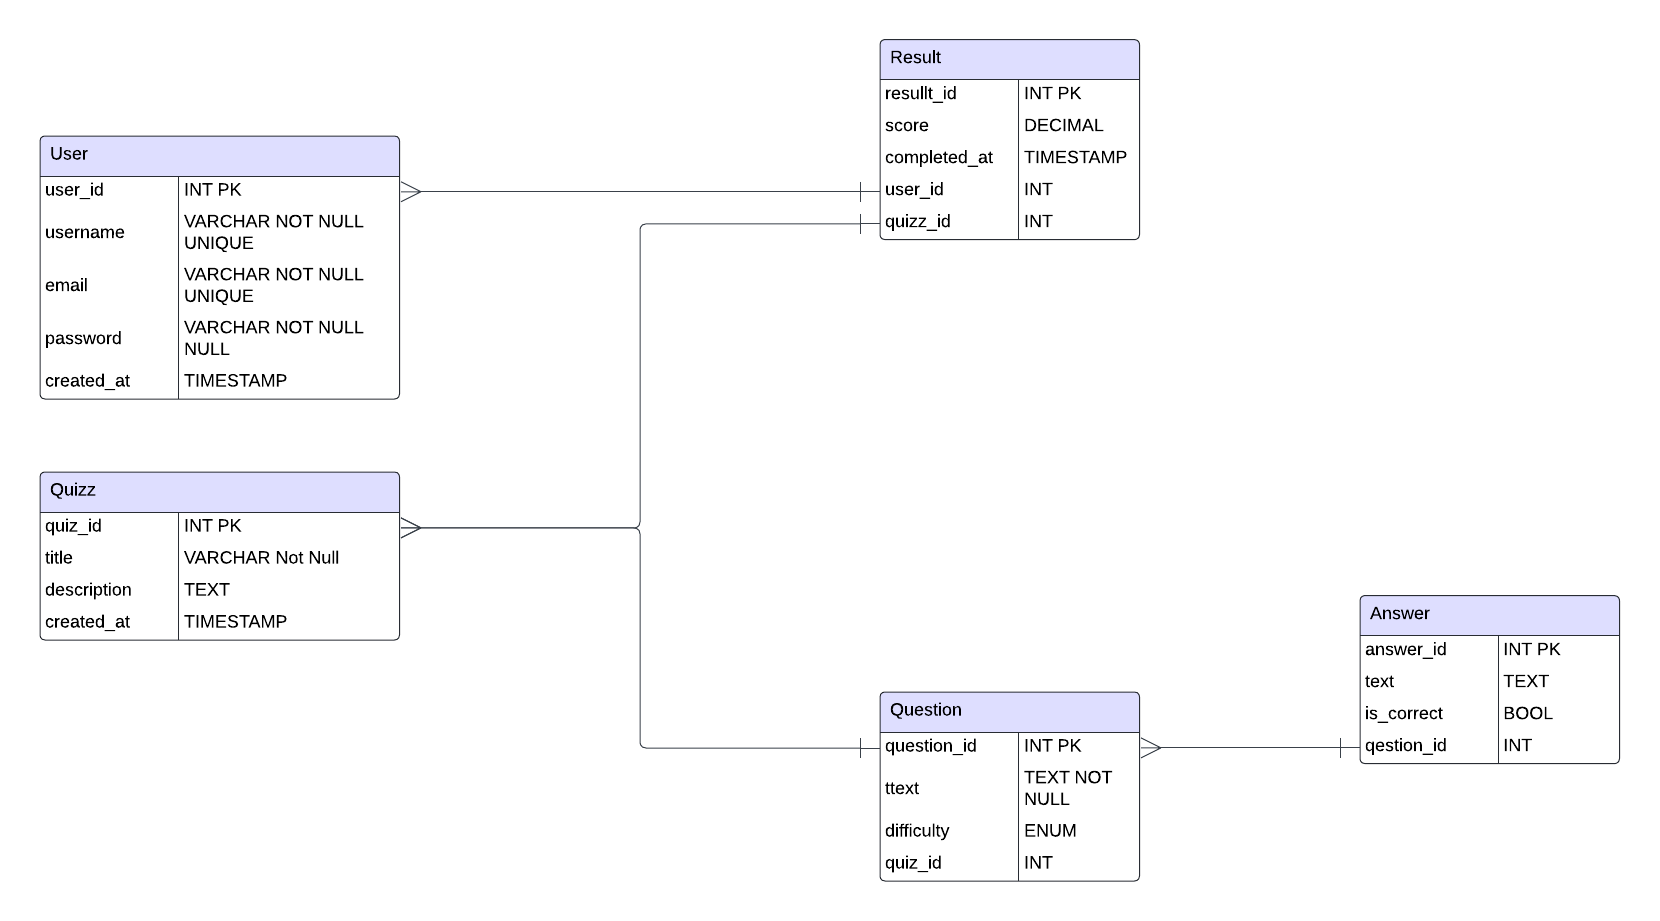 Result
resullt_id INT PK
score DECIMAL
completed_at TIMESTAMP
user_id INT
quizz_id INT
User
user_id INT PK
username VARCHAR NOT NULL
UNIQUE
email VARCHAR NOT NULL
UNIQUE
password VARCHAR NOT NULL
NULL
created_at TIMESTAMP
Quizz
quiz_id INT PK
title VARCHAR Not Null
description TEXT
created_at TIMESTAMP
Question
question_id INT PK
ttext TEXT NOT
NULL
difficulty ENUM
quiz_id INT
Answer
answer_id INT PK
text TEXT
is_correct BOOL
qestion_id INT